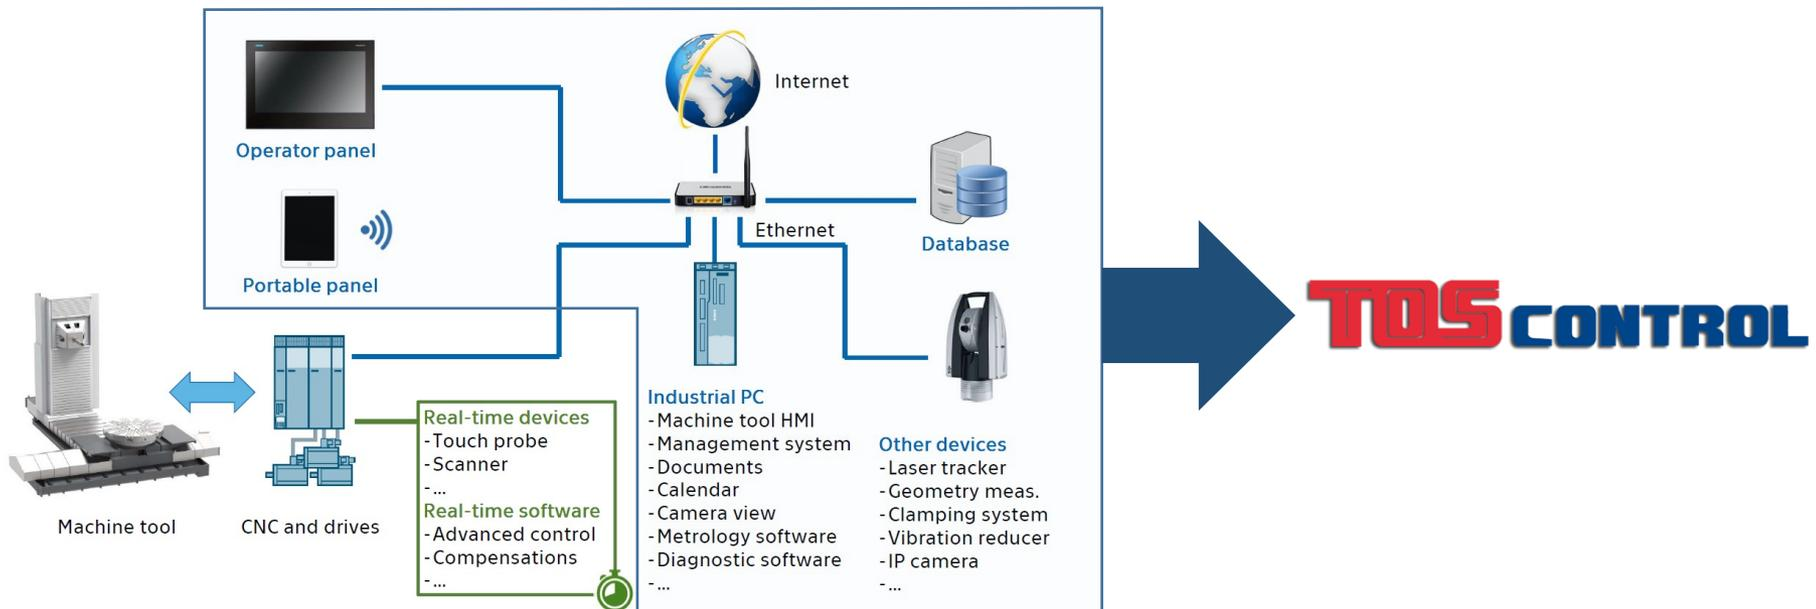 Operator panel
Portable panel
Internet
Ethernet
Database
Machine tool
CNC and drives
Real-time devices
-Touch probe
-Scanner
-...
Real-time software
-Advanced control
-Compensations
-...
Industrial PC
-Machine tool HMI
-Management system
-Documents
-Calendar
-Camera view
-Metrology software
-Diagnostic software
-...
Other devices
-Laser tracker
-Geometry meas.
-Clamping system
-Vibration reducer
-IP camera
-...
TOS CONTROL